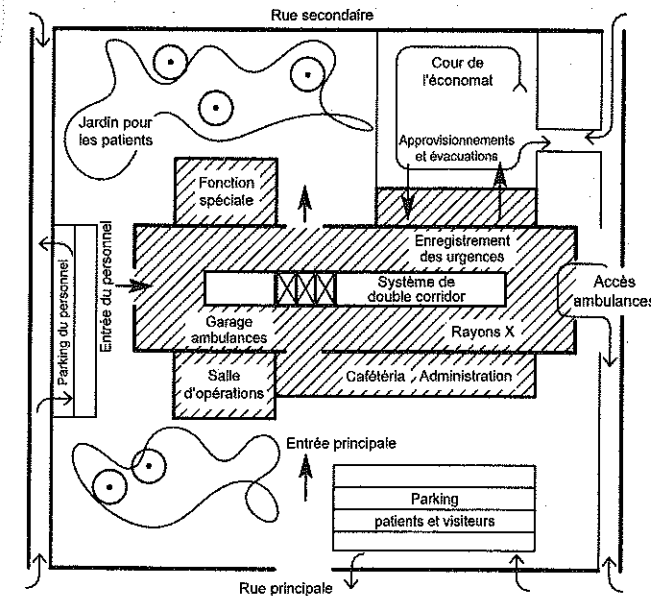 Rue secondaire
Cour de
l'économat
Jardin pour
les patients
Approvisionnements
et évacuations
Fonction
spéciale
Enregistrement
des urgences
Entrée du personnel
Parking du personnel
Système de
double corridor
Accès
ambulances
Garage
ambulances
Rayons X
Salle
d'opérations
Cafétéria , Administration
Entrée principale
Parking
patients et visiteurs
Rue principale